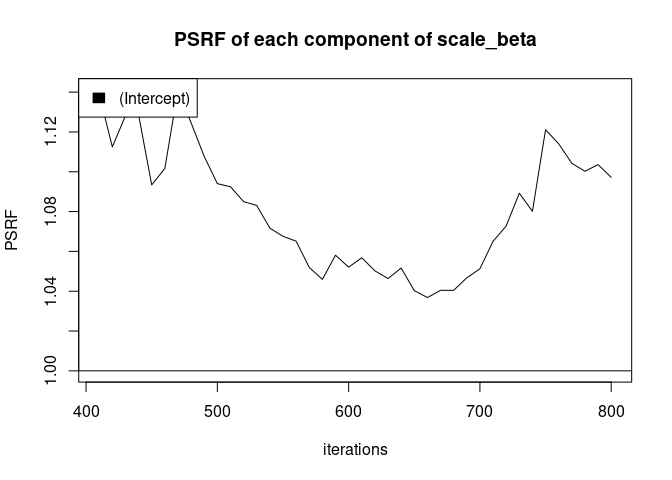 PSRF of each component of scale_beta
(Intercept)
PSRF
1.12
1.08
1.04
1.00
400 500 600 700 800
iterations